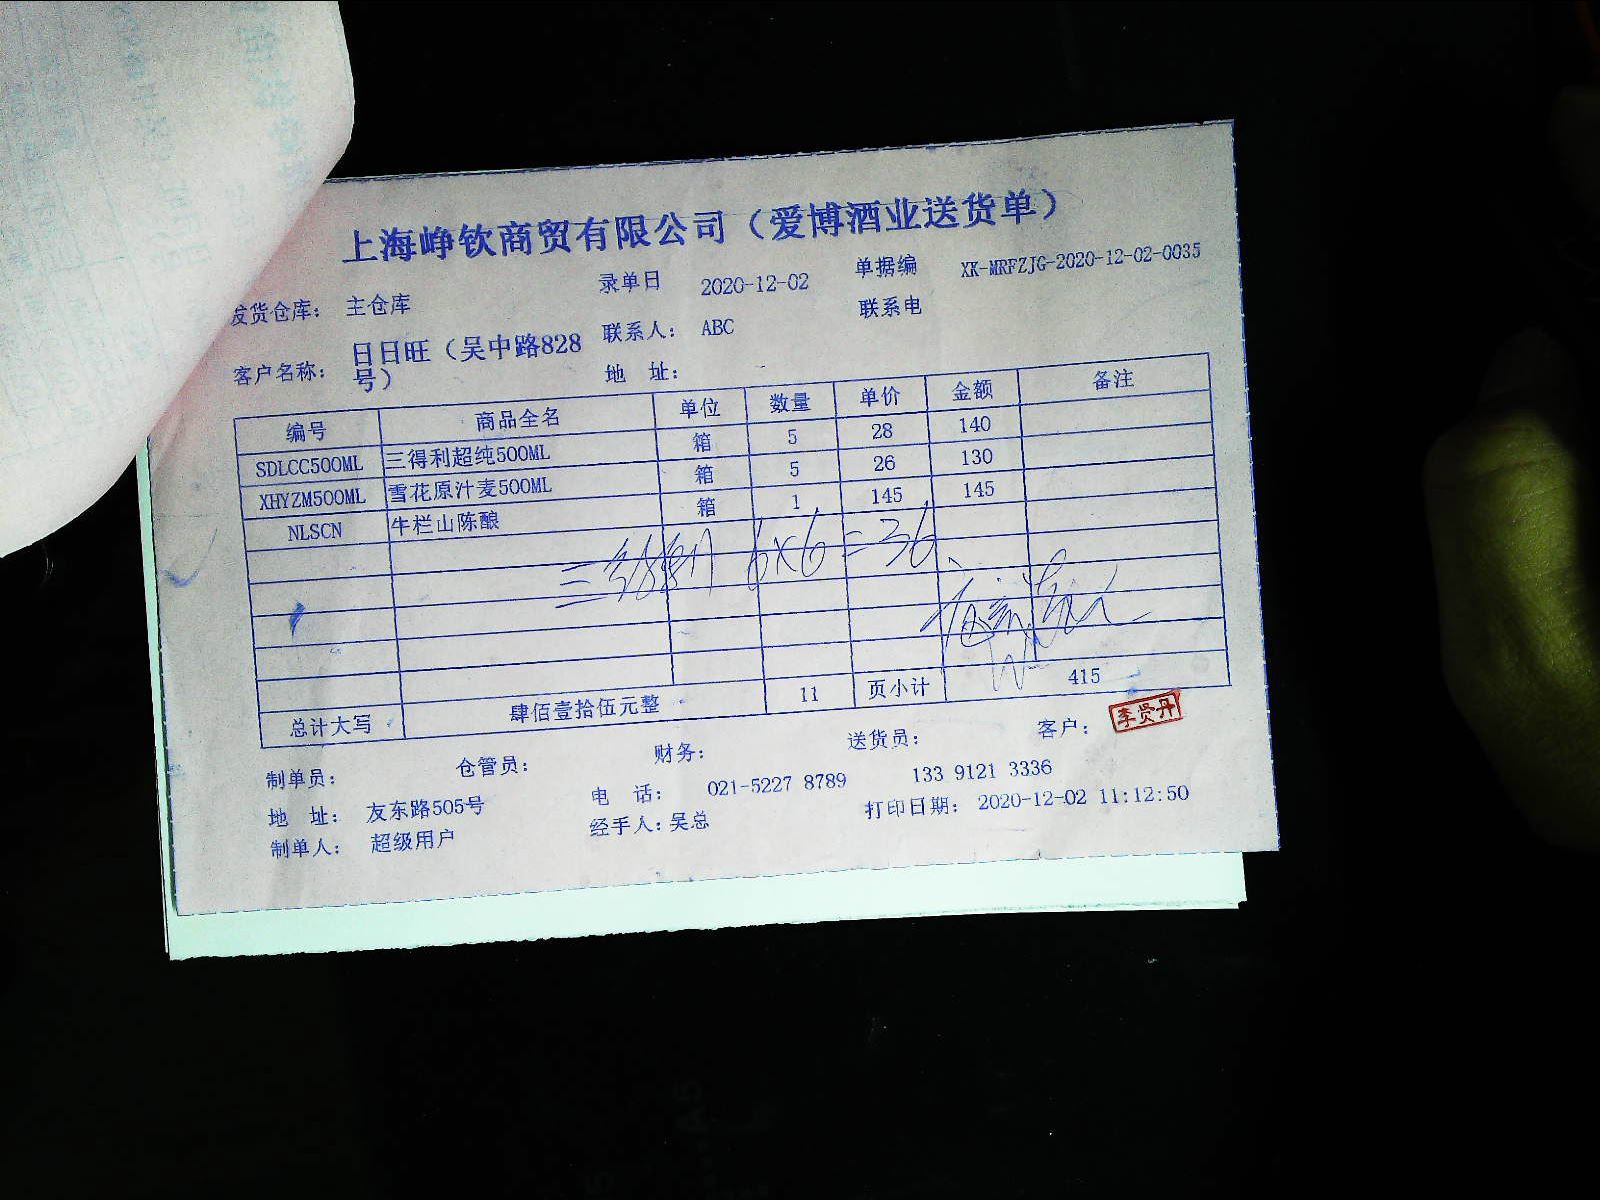 上海峥钦商贸有限公司（爱博酒业送货单）
发货仓库： 主仓库 录单日 2020-12-02 单据编 XK-MRFZJG-2020-12-02-0035
客户名称： 日日旺（吴中路828号） 联系人： ABC 联系电
地 址：
编号 商品全名 单位 数量 单价 金额 备注
SDLCC500ML 三得利超纯500ML 箱 5 28 140
XHYZM500ML 雪花原汁麦500ML 箱 5 26 130
NLSCN 牛栏山陈酿 箱 1 145 145
6×6=36
总计大写 肆佰壹拾伍元整 11 页小计 415
制单员： 仓管员： 财务： 送货员： 客户： 李贤丹
地 址： 友东路505号 电 话： 021-5227 8789 133 9121 3336
制单人： 超级用户 经手人：吴总 打印日期： 2020-12-02 11:12:50